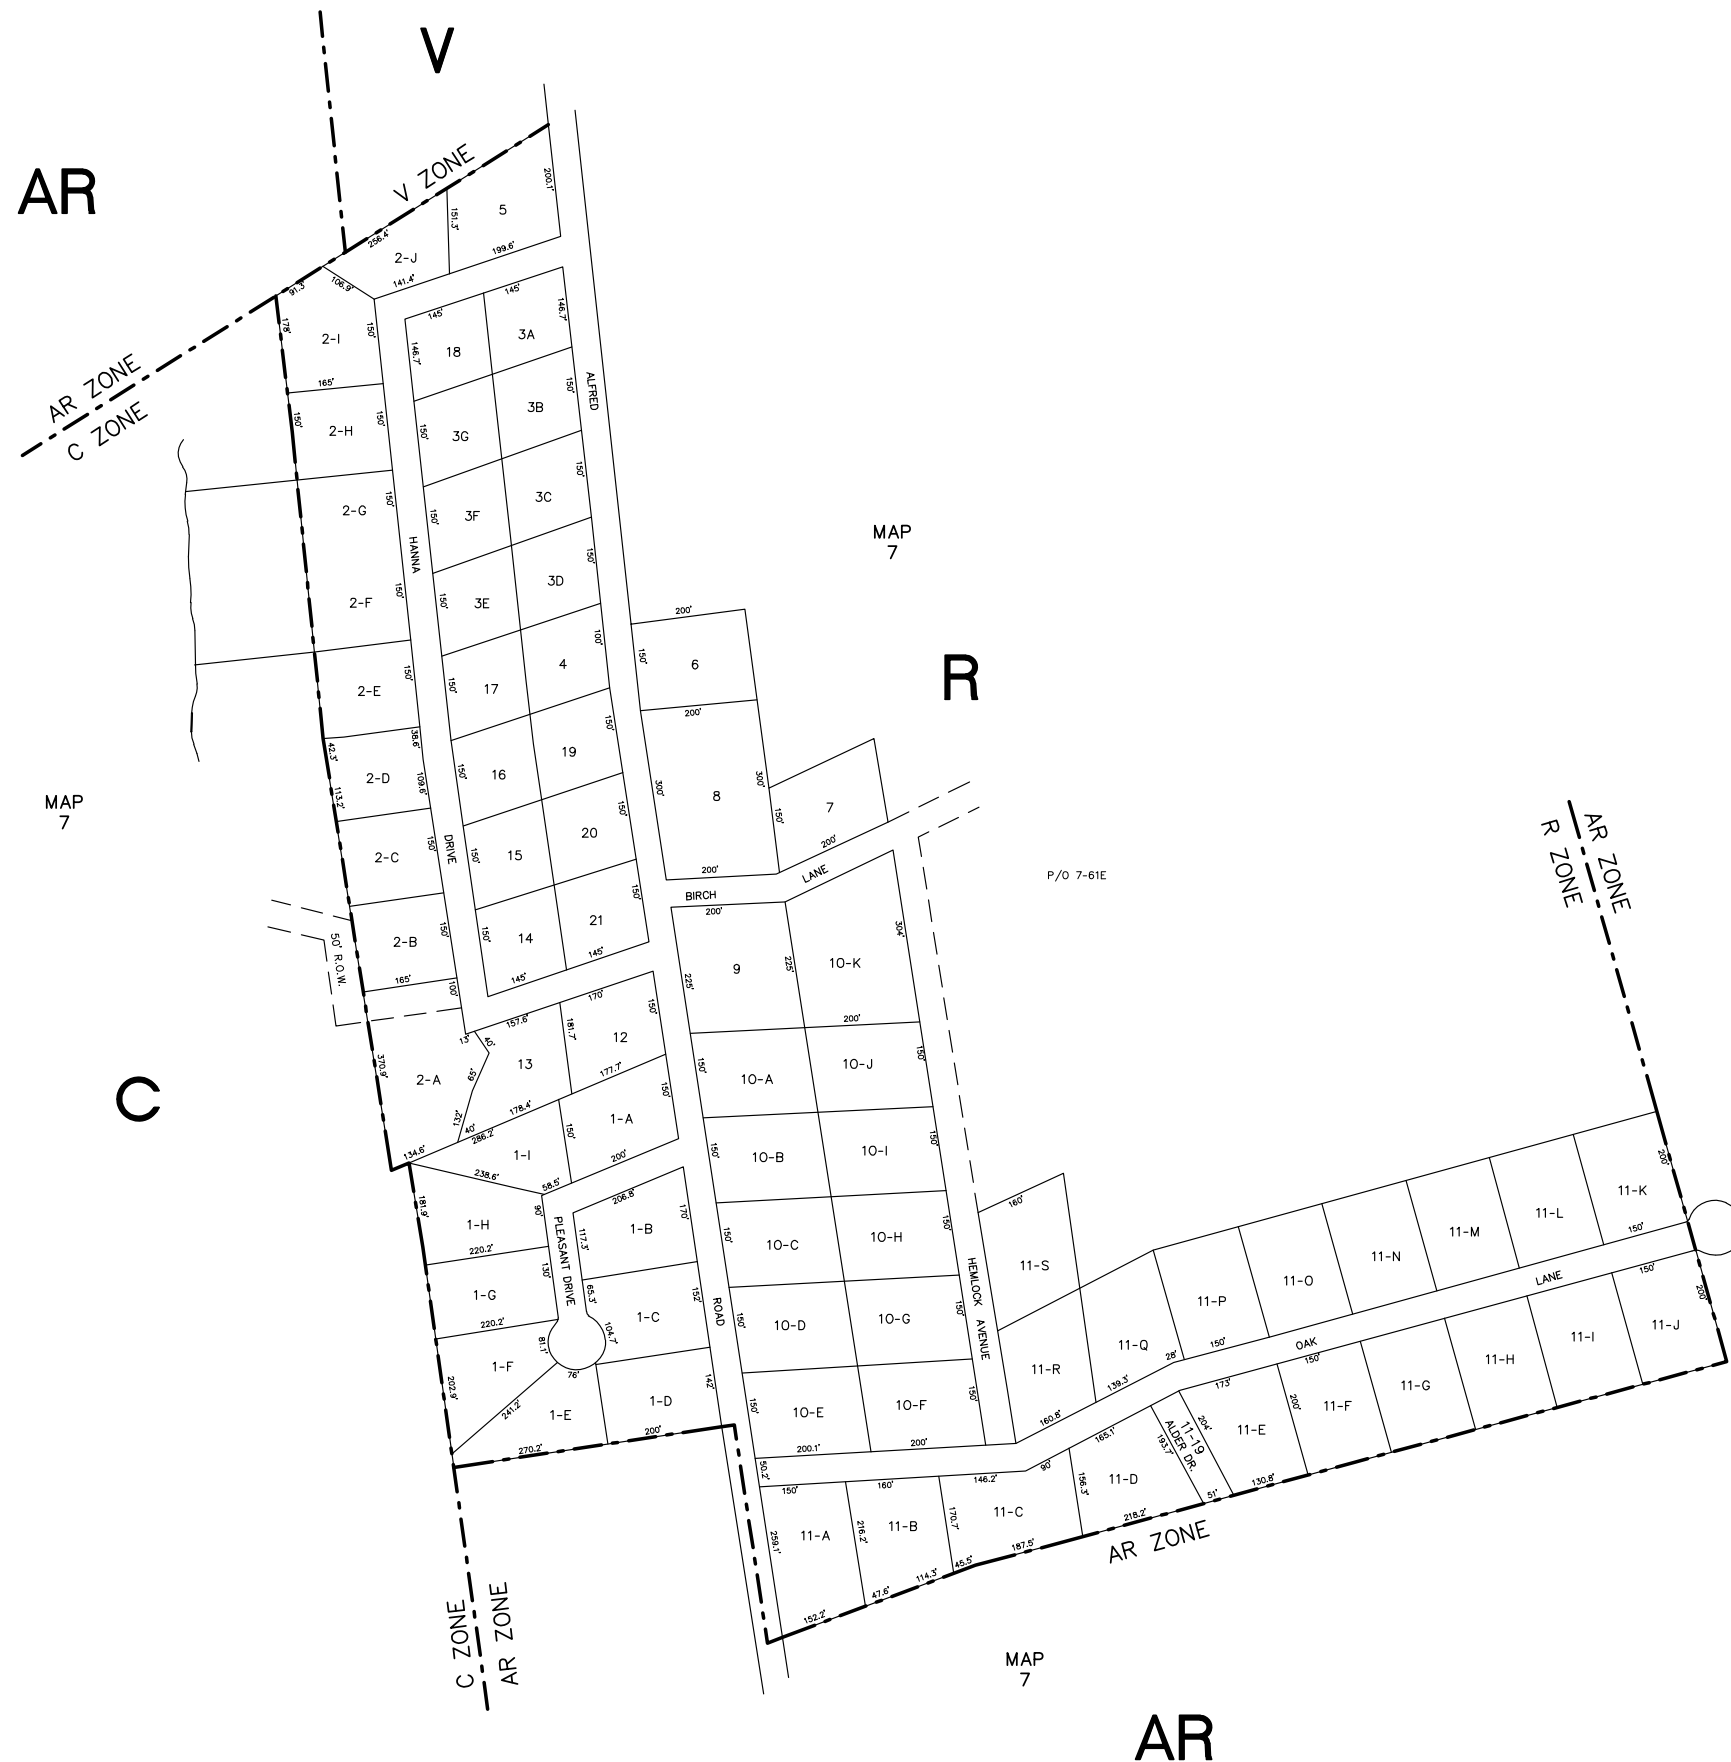 V
AR
V ZONE
200.1'
5
151.3'
256.4'
2-J
199.6'
141.4'
106.9'
91.3'
178'
2-I
150'
165'
145'
145'
146.7'
3A
18
146.7'
AR ZONE
C ZONE
150'
2-H
150'
ALFRED
150'
3B
3G
150'
2-G
150'
3C
150'
3F
150'
HANNA
MAP
7
150'
3D
2-F
150'
150'
3E
200'
100'
4
150'
6
R
150'
2-E
17
150'
200'
150'
38.6'
42.3'
19
16
150'
2-D
109.6'
113.2'
8
300'
300'
7
150'
200'
MAP
7
150'
20
15
150'
DRIVE
150'
2-C
200'
LANE
BIRCH
P/O 7-61E
AR ZONE
R ZONE
150'
21
14
150'
145'
145'
2-B
150'
165'
100'
50' R.O.W.
200'
9
225'
225'
10-K
304'
200'
170'
150'
157.6'
181.7'
12
13'
40'
13
65'
2-A
370.9'
177.7'
178.4'
132'
40'
286.2'
134.6'
150'
10-A
10-J
150'
C
1-A
150'
150'
1-I
200'
238.6'
58.5'
150'
10-B
10-I
150'
90'
206.8'
170'
1-B
117.3'
1-H
181.9'
220.2'
PLEASANT DRIVE
130'
150'
10-C
10-H
150'
160'
11-S
11-K
200'
150'
11-L
11-M
11-N
11-O
11-P
HEMLOCK
AVENUE
1-G
220.2'
65.3'
1-C
152'
104.7'
81.1'
ROAD
150'
10-D
10-G
150'
LANE
150'
200'
OAK
150'
150'
28'
11-Q
11-R
139.3'
160.8'
11-J
11-I
11-H
11-G
11-F
200'
173'
1-F
202.9'
76'
241.2'
1-E
1-D
142'
200'
270.2'
150'
10-E
10-F
150'
200.1'
200'
50.2'
11-E
204'
11-19
ALDER DR.
193.7'
165.1'
90'
11-D
156.3'
130.8'
51'
218.2'
150'
160'
146.2'
11-A
259.1'
216.2'
11-B
170.7'
11-C
187.5'
45.5'
114.3'
47.6'
152.2'
AR ZONE
C ZONE
AR ZONE
MAP
7
AR